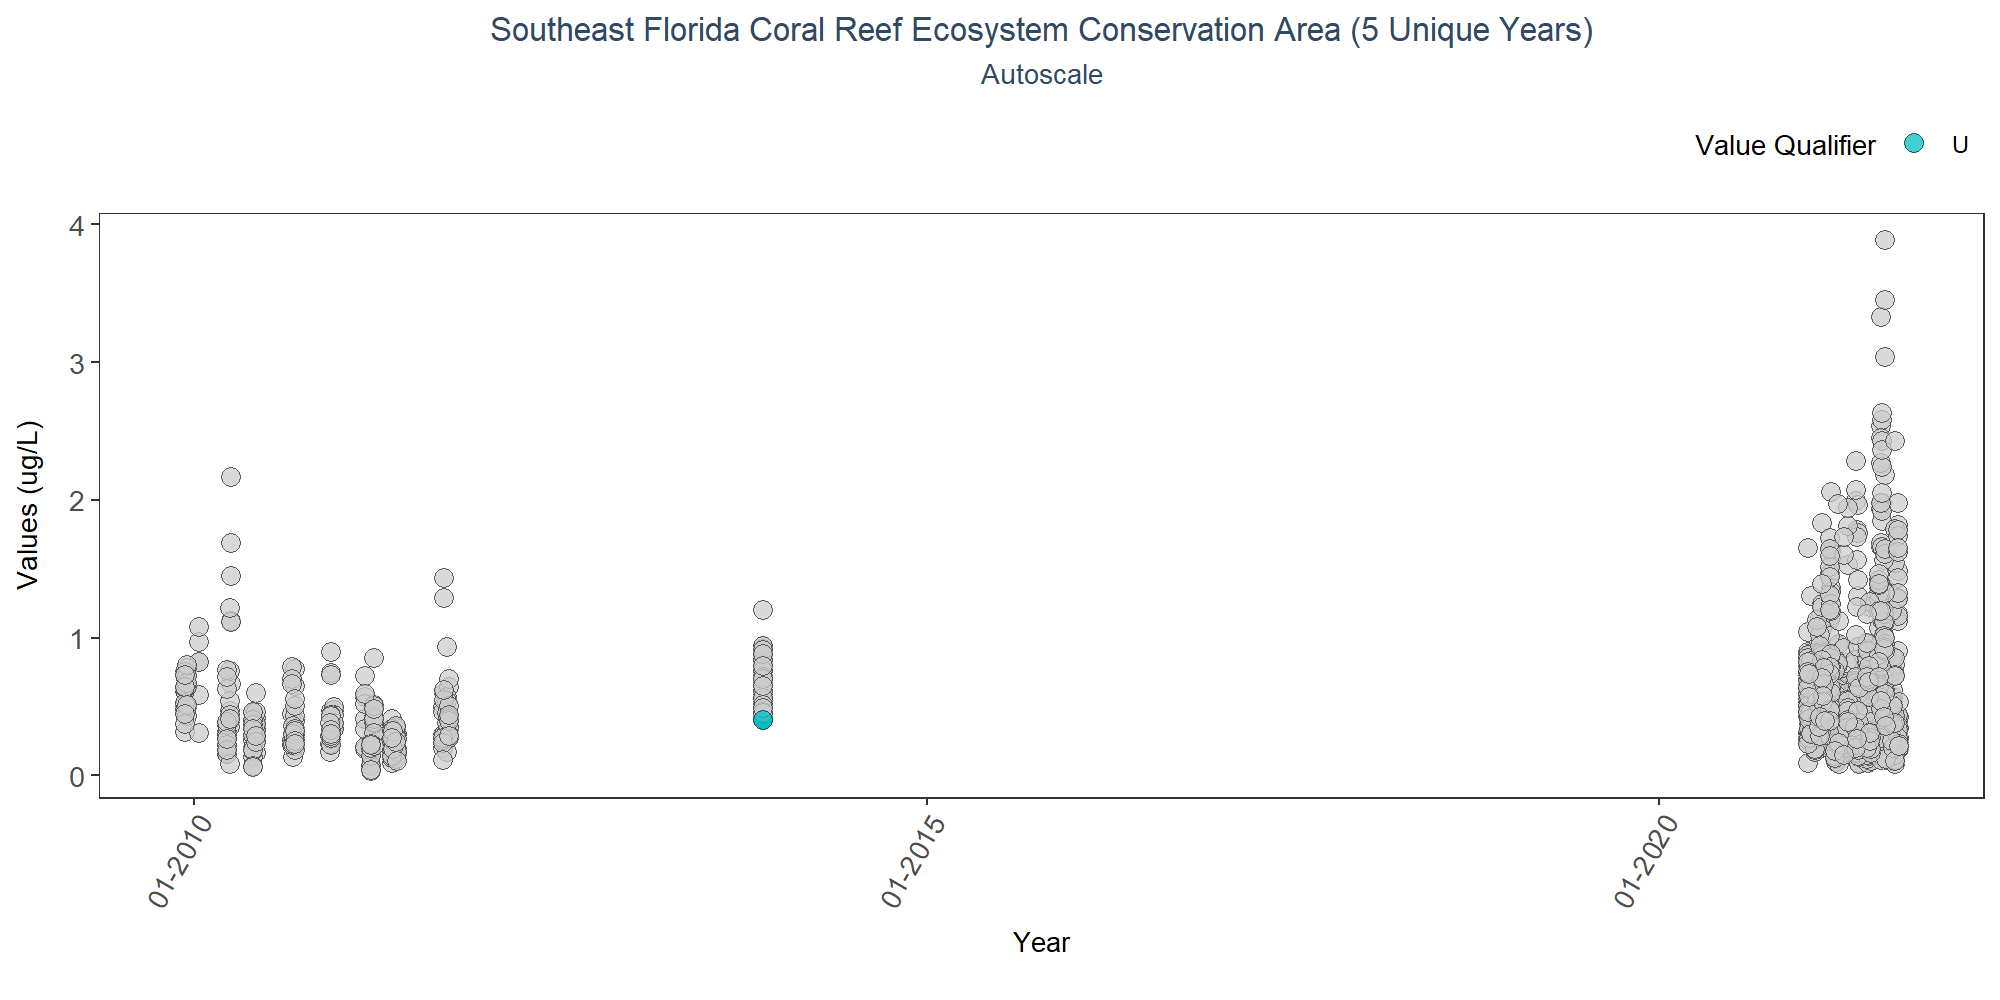 Southeast Florida Coral Reef Ecosystem Conservation Area (5 Unique Years)
Autoscale
Value Qualifier U
Values (ug/L)
4
3
2
1
0
01-2010
01-2015
01-2020
Year